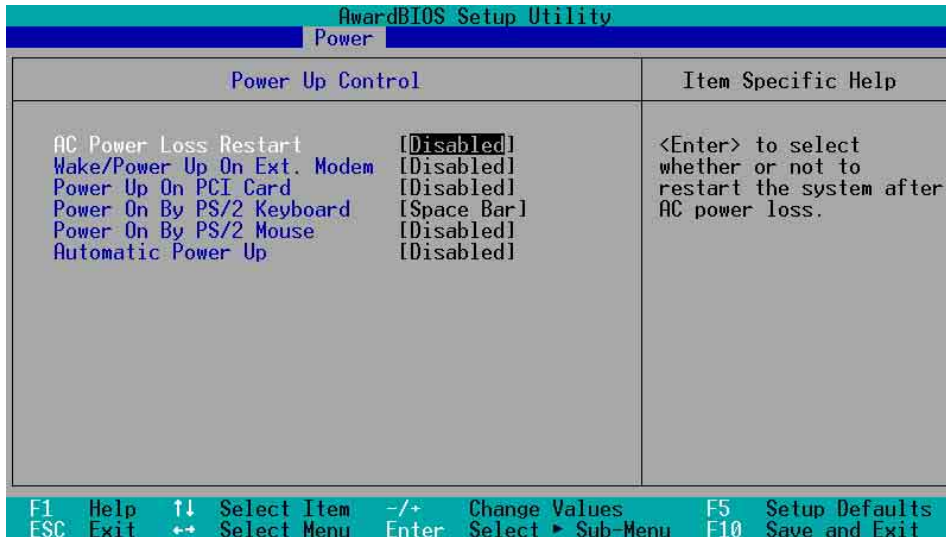 AwardBIOS Setup Utility
Power
Power Up Control
AC Power Loss Restart [Disabled]
Wake/Power Up On Ext. Modem [Disabled]
Power Up On PCI Card [Disabled]
Power On By PS/2 Keyboard [Space Bar]
Power On By PS/2 Mouse [Disabled]
Automatic Power Up [Disabled]
Item Specific Help
<Enter> to select
whether or not to
restart the system after
AC power loss.
F1 Help ↑↓ Select Item -/+ Change Values F5 Setup Defaults
ESC Exit ←→ Select Menu Enter Select ► Sub-Menu F10 Save and Exit